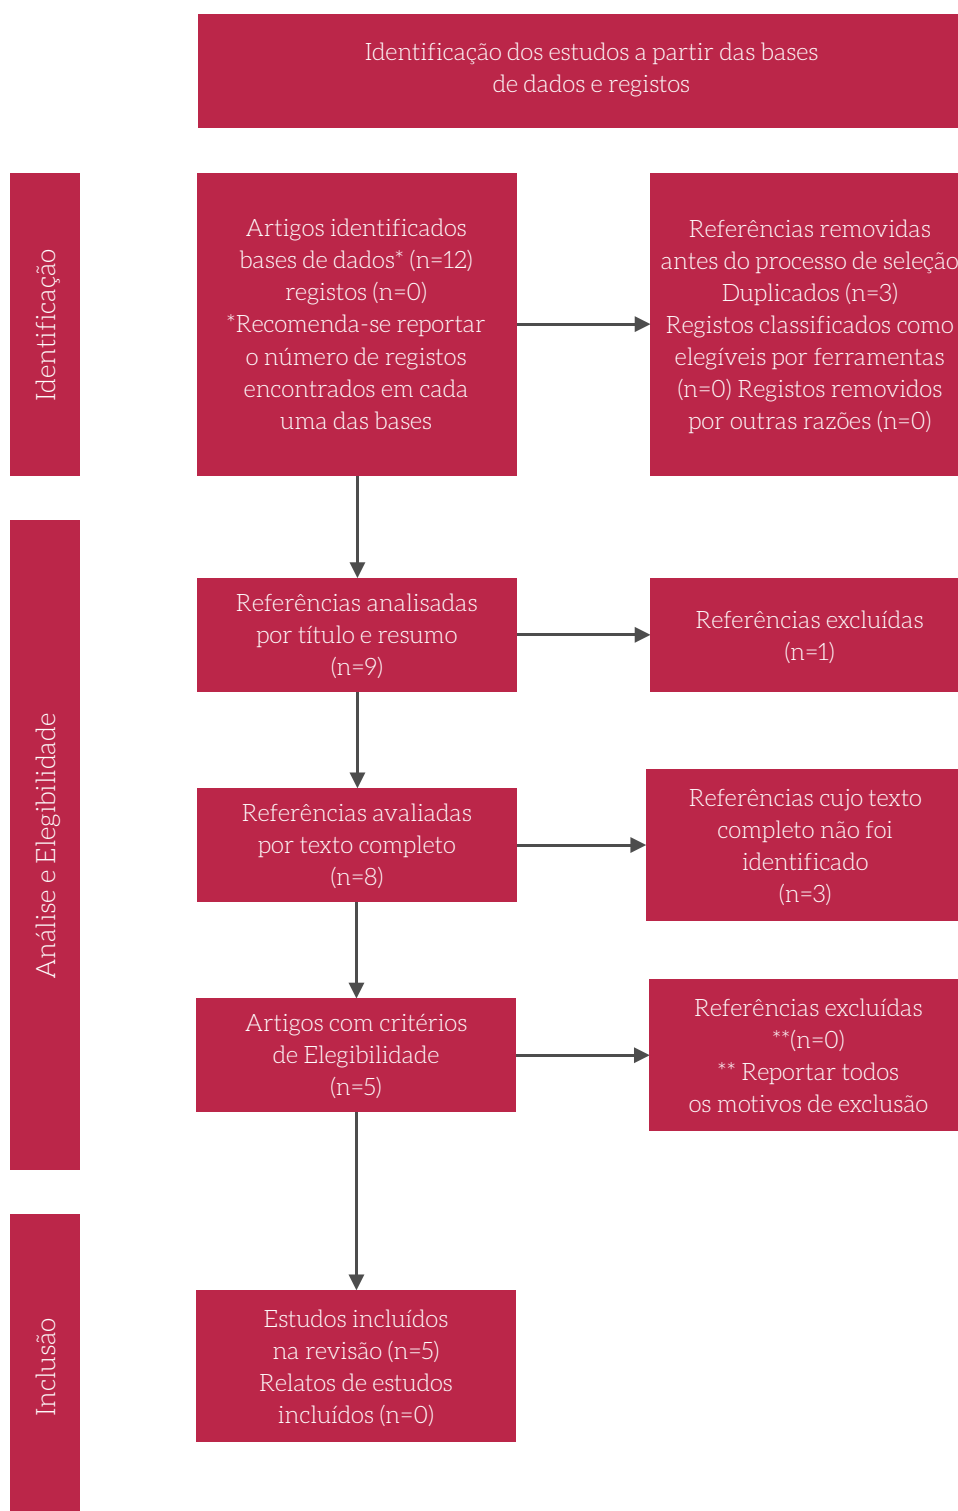 Identificação dos estudos a partir das bases
de dados e registos
Identificação
Artigos identificados
bases de dados* (n=12)
registos (n=0)
*Recomenda-se reportar
o número de registos
encontrados em cada
uma das bases
Referências removidas
antes do processo de seleção
Duplicados (n=3)
Registos classificados como
elegíveis por ferramentas
(n=0) Registos removidos
por outras razões (n=0)
Análise e Elegibilidade
Referências analisadas
por título e resumo
(n=9)
Referências excluídas
(n=1)
Referências avaliadas
por texto completo
(n=8)
Referências cujo texto
completo não foi
identificado
(n=3)
Artigos com critérios
de Elegibilidade
(n=5)
Referências excluídas
**(n=0)
** Reportar todos
os motivos de exclusão
Inclusão
Estudos incluídos
na revisão (n=5)
Relatos de estudos
incluídos (n=0)